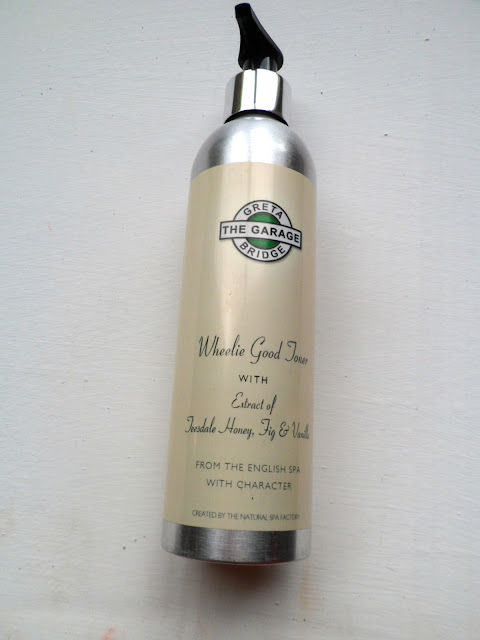 GRETA
THE GARAGE
BRIDGE
Wheelie Good Toner
WITH
Extract of
Teesdale Honey, Fig & Vanilla
FROM THE ENGLISH SPA
WITH CHARACTER
CREATED BY THE NATURAL SPA FACTORY